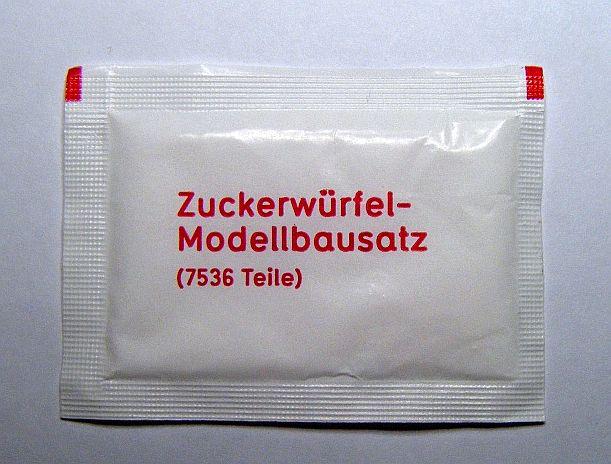 Zuckerwürfel-
Modellbausatz
(7536 Teile)